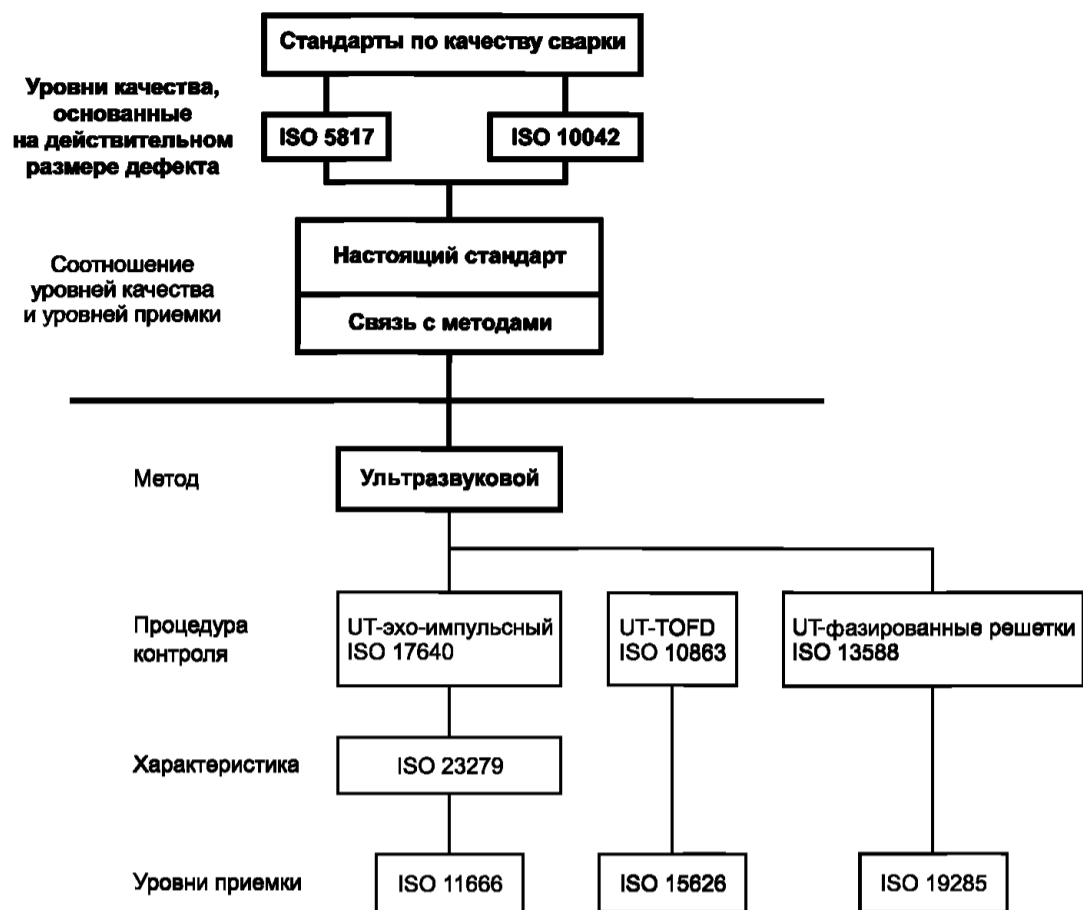 Стандарты по качеству сварки
Уровни качества,
основанные
на действительном
размере дефекта
ISO 5817
ISO 10042
Соотношение
уровней качества
и уровней приемки
Настоящий стандарт
Связь с методами
Метод
Ультразвуковой
Процедура
контроля
UT-эхо-импульсный
ISO 17640
UT-TOFD
ISO 10863
UT-фазированные решетки
ISO 13588
Характеристика
ISO 23279
Уровни приемки
ISO 11666
ISO 15626
ISO 19285